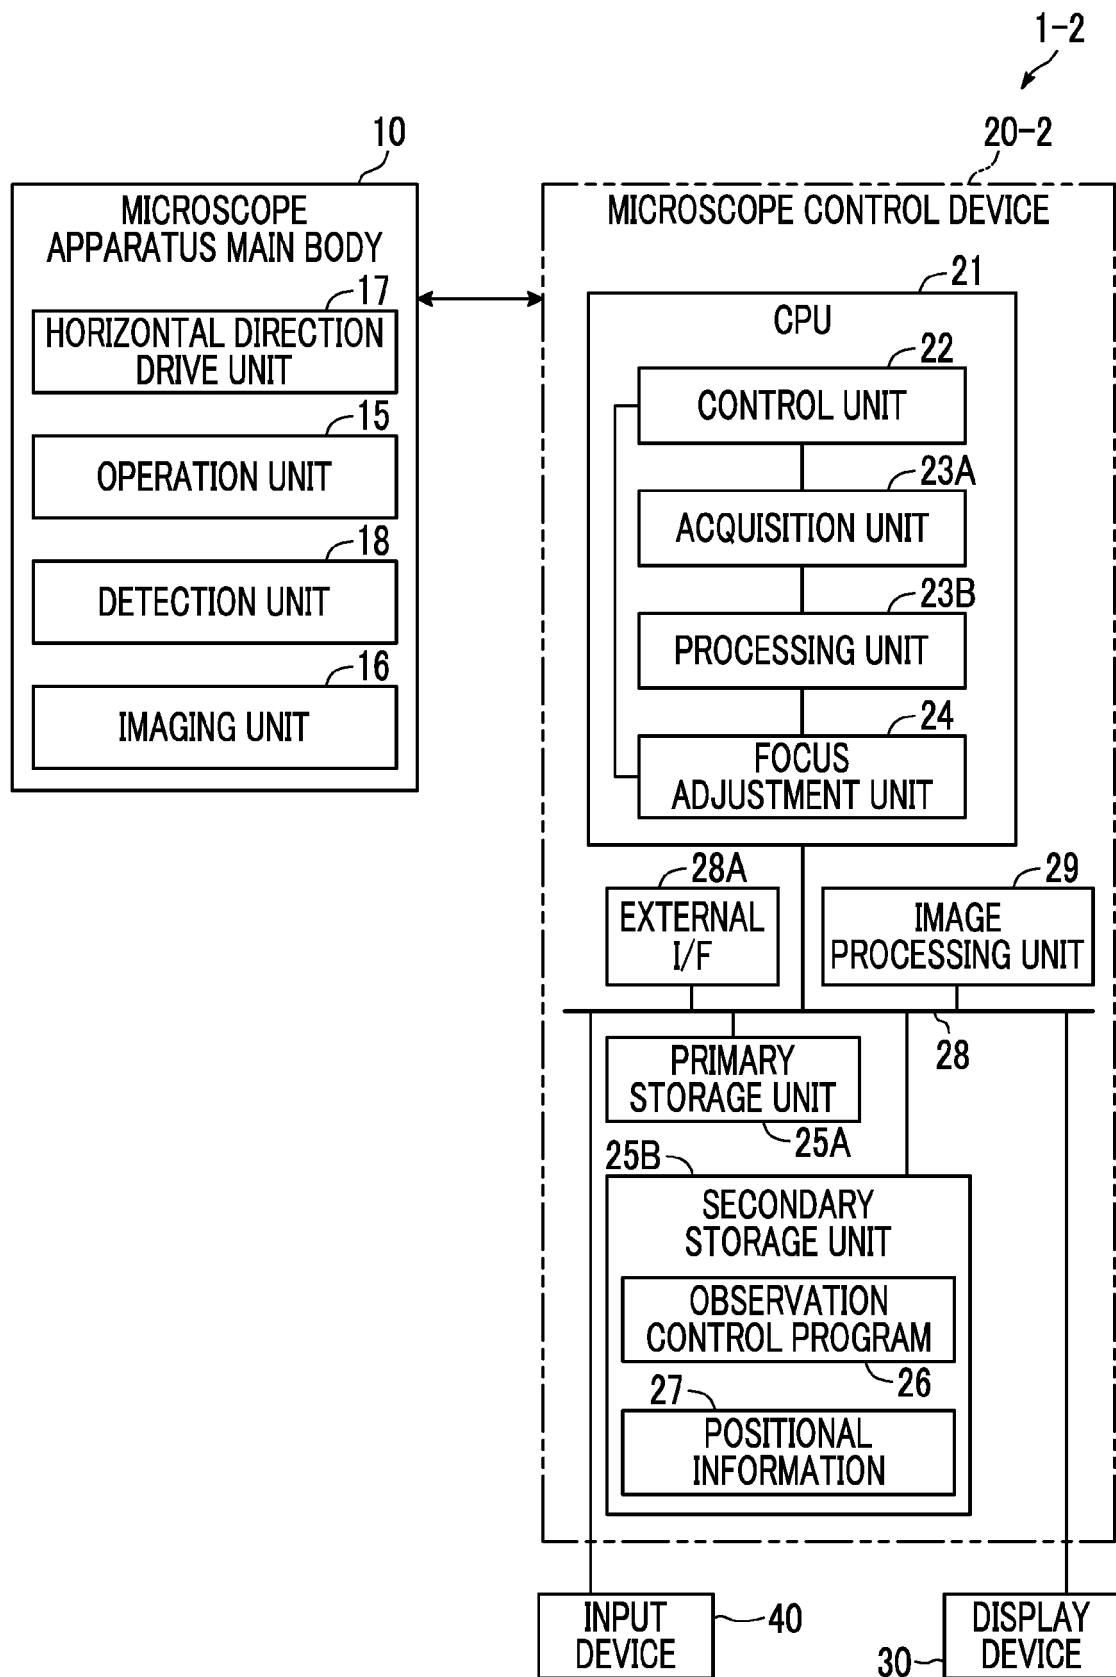 1-2
10
20-2
MICROSCOPE
APPARATUS MAIN BODY
17
HORIZONTAL DIRECTION
DRIVE UNIT
15
OPERATION UNIT
18
DETECTION UNIT
16
IMAGING UNIT
MICROSCOPE CONTROL DEVICE
21
CPU
22
CONTROL UNIT
23A
ACQUISITION UNIT
23B
PROCESSING UNIT
24
FOCUS
ADJUSTMENT UNIT
28A
EXTERNAL
I/F
29
IMAGE
PROCESSING UNIT
28
PRIMARY
STORAGE UNIT
25A
25B
SECONDARY
STORAGE UNIT
OBSERVATION
CONTROL PROGRAM
26
27
POSITIONAL
INFORMATION
INPUT
DEVICE
40
DISPLAY
DEVICE
30